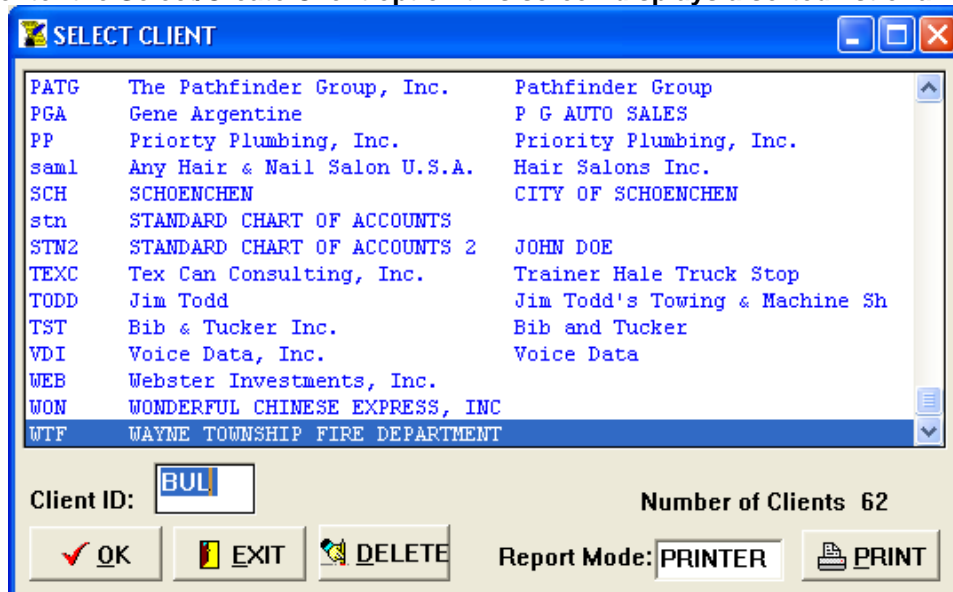 SELECT CLIENT
PATG The Pathfinder Group, Inc. Pathfinder Group
PGA Gene Argentine P G AUTO SALES
PP Priorty Plumbing, Inc. Priority Plumbing, Inc.
saml Any Hair & Nail Salon U.S.A. Hair Salons Inc.
SCH SCHOENCHEN CITY OF SCHOENCHEN
stn STANDARD CHART OF ACCOUNTS
STN2 STANDARD CHART OF ACCOUNTS 2 JOHN DOE
TEXC Tex Can Consulting, Inc. Trainer Hale Truck Stop
TODD Jim Todd Jim Todd's Towing & Machine Sh
TST Bib & Tucker Inc. Bib and Tucker
VDI Voice Data, Inc. Voice Data
WEB Webster Investments, Inc.
WON WONDERFUL CHINESE EXPRESS, INC
WTF WAYNE TOWNSHIP FIRE DEPARTMENT
Client ID: BUL Number of Clients 62
OK EXIT DELETE Report Mode: PRINTER PRINT